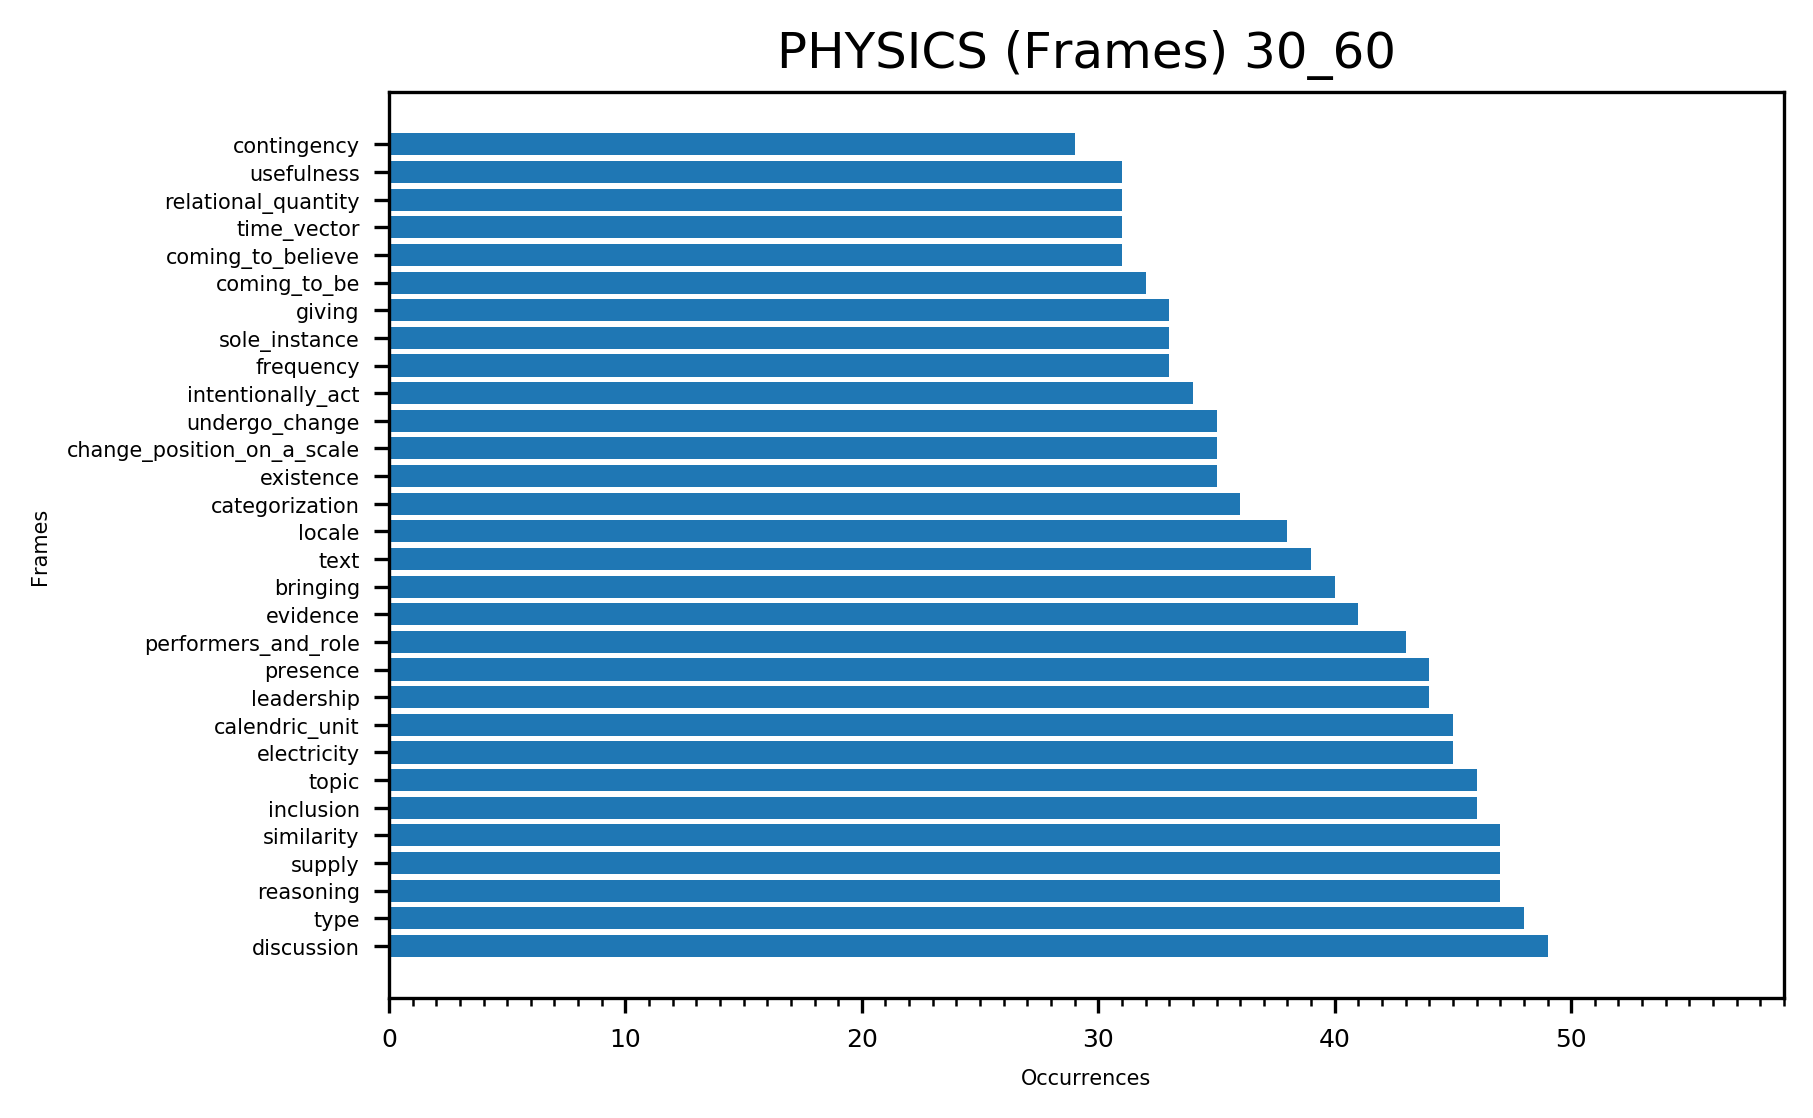 PHYSICS (Frames) 30_60
contingency
usefulness
relational_quantity
time_vector
coming_to_believe
coming_to_be
giving
sole_instance
frequency
intentionally_act
undergo_change
change_position_on_a_scale
existence
categorization
locale
text
bringing
evidence
performers_and_role
presence
leadership
calendric_unit
electricity
topic
inclusion
similarity
supply
reasoning
type
discussion
Frames
0 10 20 30 40 50
Occurrences